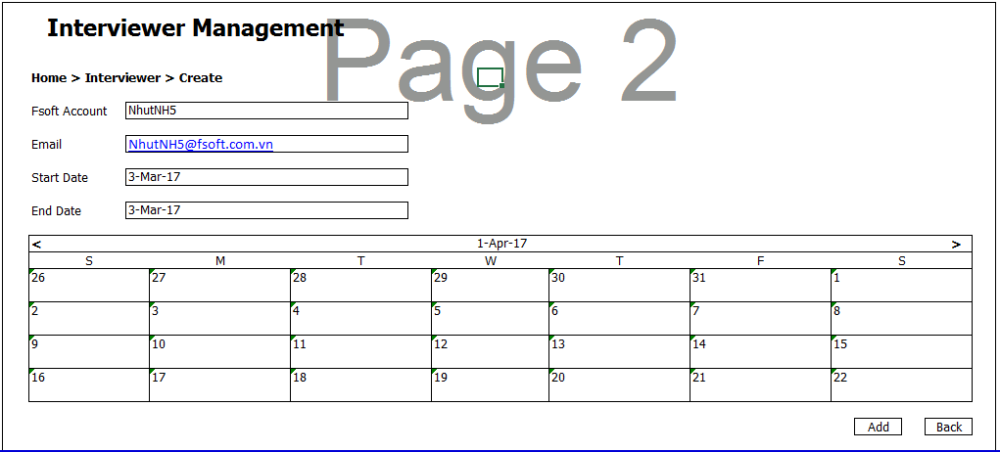 Interviewer Management
Page 2
Home > Interviewer > Create
Fsoft Account NhutNH5
Email NhutNH5@fsoft.com.vn
Start Date 3-Mar-17
End Date 3-Mar-17
< 1-Apr-17 >
S M T W T F S
26 27 28 29 30 31 1
2 3 4 5 6 7 8
9 10 11 12 13 14 15
16 17 18 19 20 21 22
Add Back